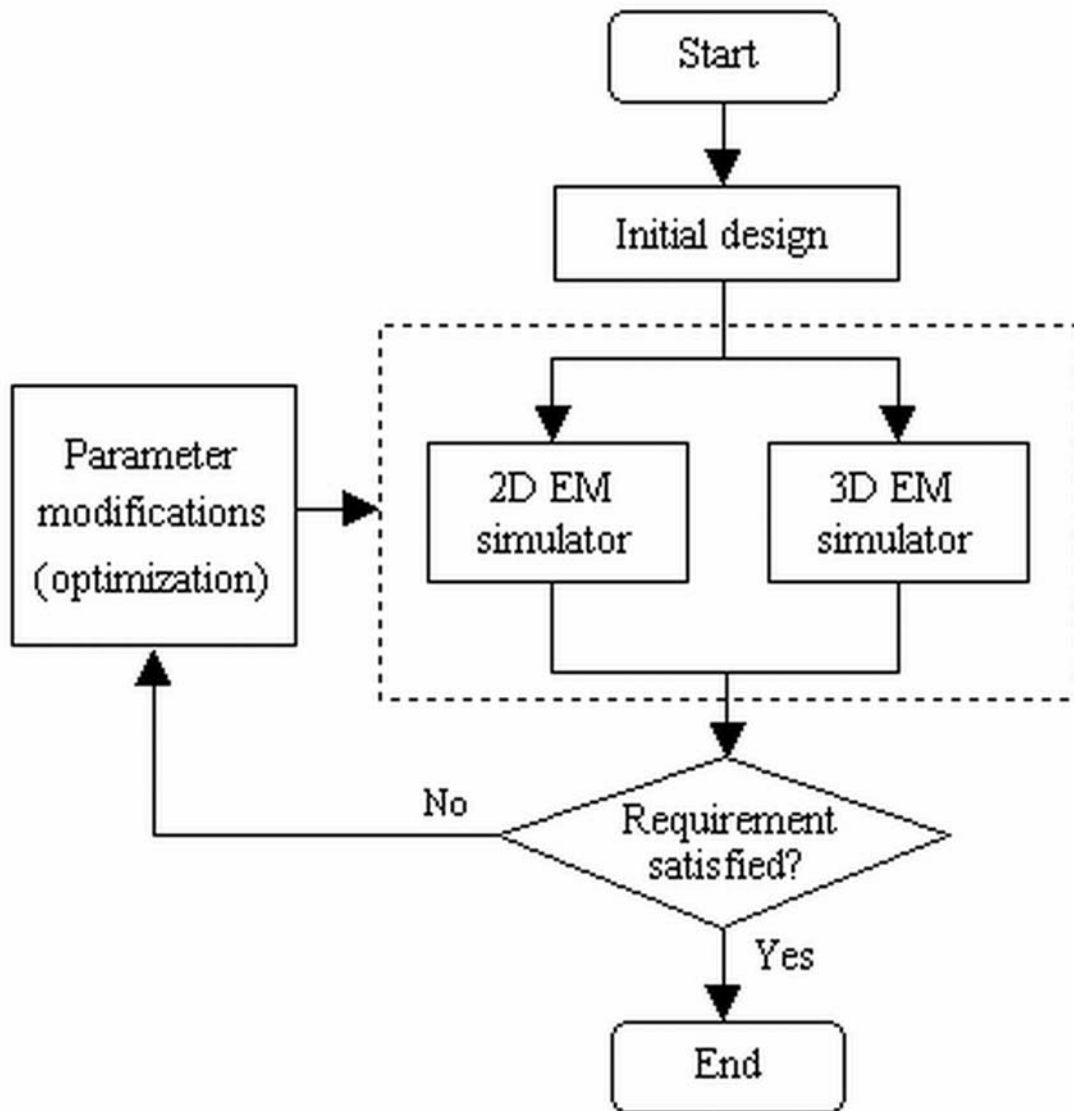 Start
Initial design
Parameter
modifications
(optimization)
2D EM
simulator
3D EM
simulator
No
Requirement
satisfied?
Yes
End